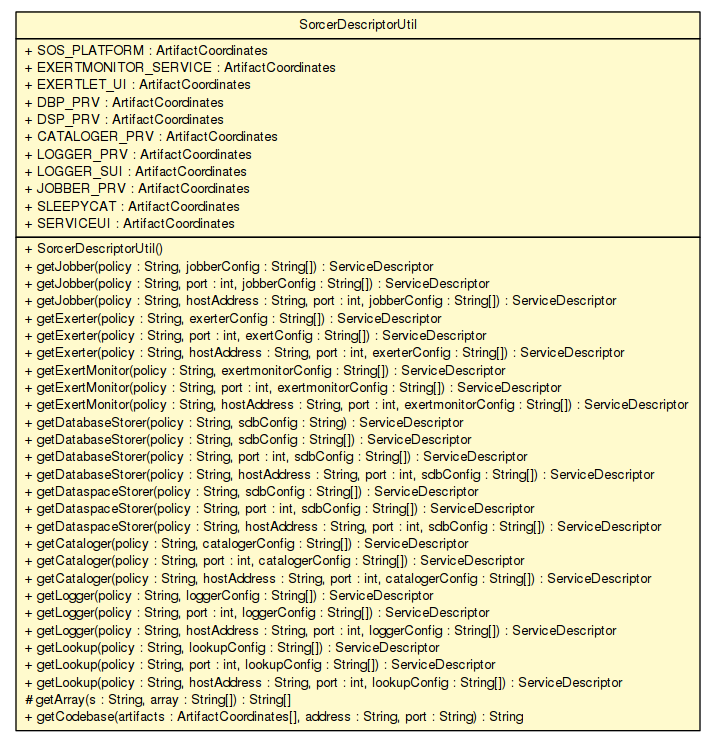 SorcerDescriptorUtil
+ SOS_PLATFORM : ArtifactCoordinates
+ EXERTMONITOR_SERVICE : ArtifactCoordinates
+ EXERTLET_UI : ArtifactCoordinates
+ DBP_PRV : ArtifactCoordinates
+ DSP_PRV : ArtifactCoordinates
+ CATALOGER_PRV : ArtifactCoordinates
+ LOGGER_PRV : ArtifactCoordinates
+ LOGGER_SUI : ArtifactCoordinates
+ JOBBER_PRV : ArtifactCoordinates
+ SLEEPYCAT : ArtifactCoordinates
+ SERVICEUI : ArtifactCoordinates
+ SorcerDescriptorUtil()
+ getJobber(policy : String, jobberConfig : String[]) : ServiceDescriptor
+ getJobber(policy : String, port : int, jobberConfig : String[]) : ServiceDescriptor
+ getJobber(policy : String, hostAddress : String, port : int, jobberConfig : String[]) : ServiceDescriptor
+ getExerter(policy : String, exerterConfig : String[]) : ServiceDescriptor
+ getExerter(policy : String, port : int, exertConfig : String[]) : ServiceDescriptor
+ getExerter(policy : String, hostAddress : String, port : int, exerterConfig : String[]) : ServiceDescriptor
+ getExertMonitor(policy : String, exertmonitorConfig : String[]) : ServiceDescriptor
+ getExertMonitor(policy : String, port : int, exertmonitorConfig : String[]) : ServiceDescriptor
+ getExertMonitor(policy : String, hostAddress : String, port : int, exertmonitorConfig : String[]) : ServiceDescriptor
+ getDatabaseStorer(policy : String, sdbConfig : String) : ServiceDescriptor
+ getDatabaseStorer(policy : String, sdbConfig : String[]) : ServiceDescriptor
+ getDatabaseStorer(policy : String, port : int, sdbConfig : String[]) : ServiceDescriptor
+ getDatabaseStorer(policy : String, hostAddress : String, port : int, sdbConfig : String[]) : ServiceDescriptor
+ getDataspaceStorer(policy : String, sdbConfig : String[]) : ServiceDescriptor
+ getDataspaceStorer(policy : String, port : int, sdbConfig : String[]) : ServiceDescriptor
+ getDataspaceStorer(policy : String, hostAddress : String, port : int, sdbConfig : String[]) : ServiceDescriptor
+ getCataloger(policy : String, catalogerConfig : String[]) : ServiceDescriptor
+ getCataloger(policy : String, port : int, catalogerConfig : String[]) : ServiceDescriptor
+ getCataloger(policy : String, hostAddress : String, port : int, catalogerConfig : String[]) : ServiceDescriptor
+ getLogger(policy : String, loggerConfig : String[]) : ServiceDescriptor
+ getLogger(policy : String, port : int, loggerConfig : String[]) : ServiceDescriptor
+ getLogger(policy : String, hostAddress : String, port : int, loggerConfig : String[]) : ServiceDescriptor
+ getLookup(policy : String, lookupConfig : String[]) : ServiceDescriptor
+ getLookup(policy : String, port : int, lookupConfig : String[]) : ServiceDescriptor
+ getLookup(policy : String, hostAddress : String, port : int, lookupConfig : String[]) : ServiceDescriptor
# getArray(s : String, array : String[]) : String[]
+ getCodebase(artifacts : ArtifactCoordinates[], address : String, port : String) : String